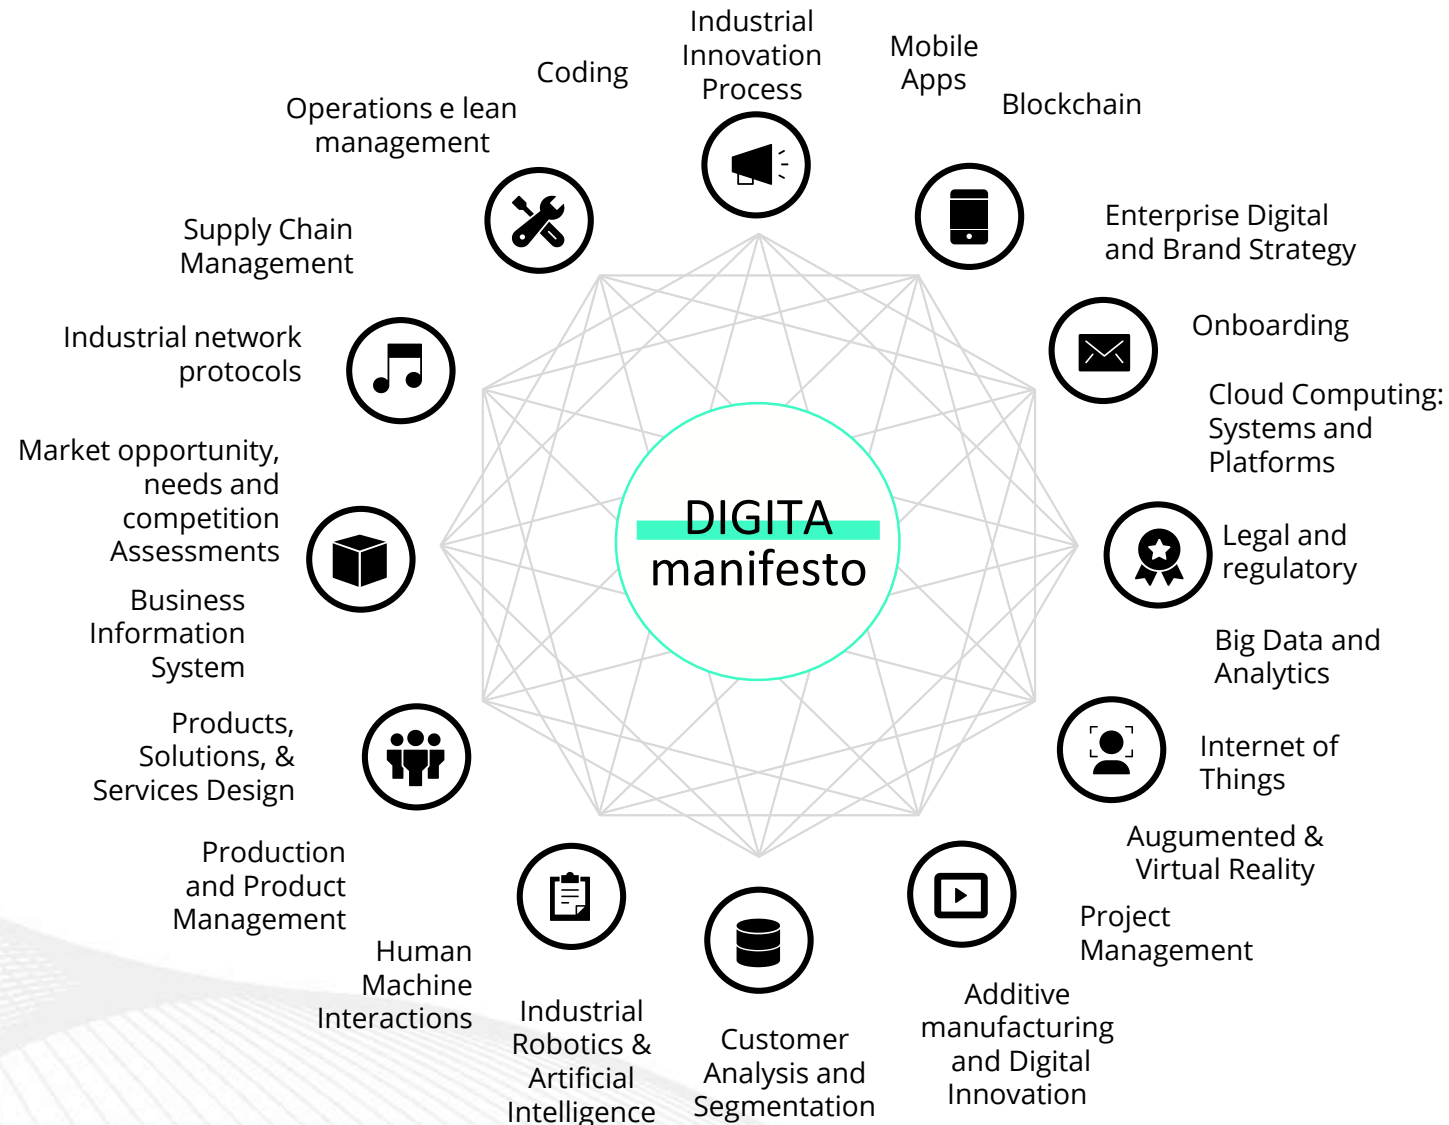 Industrial
Innovation
Process
Mobile
Apps
Blockchain
Enterprise Digital
and Brand Strategy
Onboarding
Cloud Computing:
Systems and
Platforms
Legal and
regulatory
Big Data and
Analytics
Internet of
Things
Augumented &
Virtual Reality
Project
Management
Additive
manufacturing
and Digital
Innovation
Customer
Analysis and
Segmentation
Industrial
Robotics &
Artificial
Intelligence
Human
Machine
Interactions
Production
and Product
Management
Products,
Solutions, &
Services Design
Business
Information
System
Market opportunity,
needs and
competition
Assessments
Industrial network
protocols
Supply Chain
Management
Operations e lean
management
Coding
DIGITA
manifesto